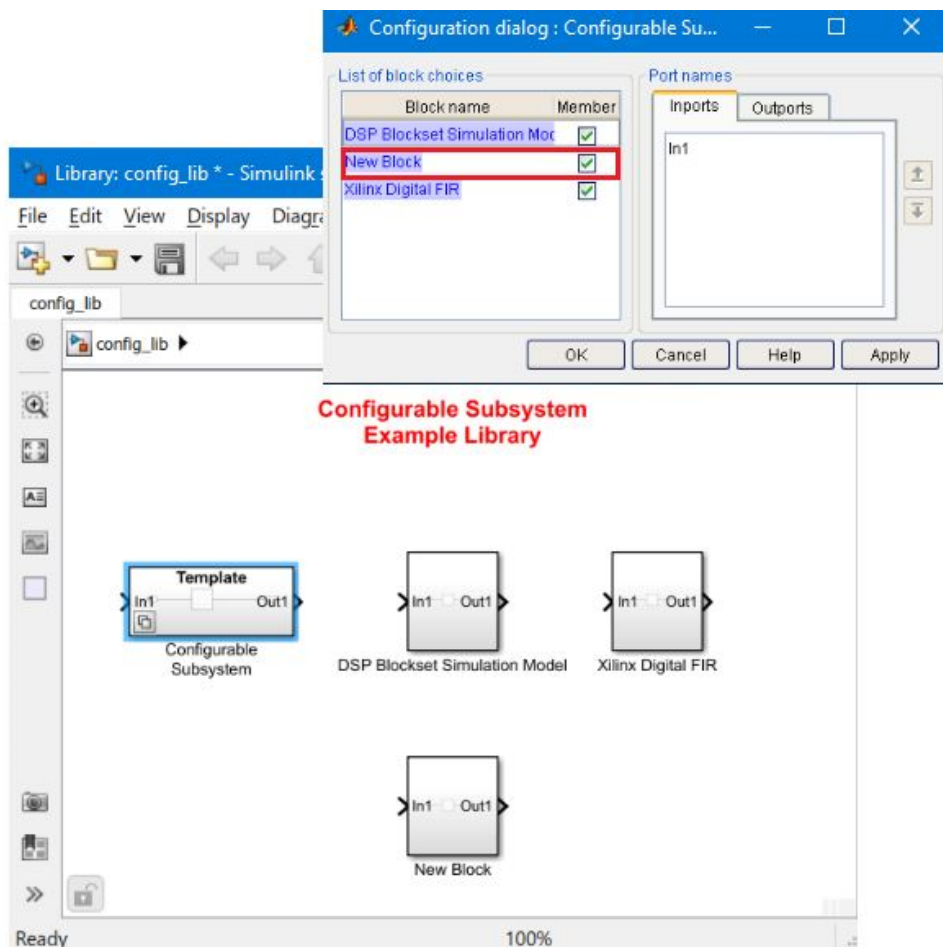 Configuration dialog : Configurable Su...
List of block choices
Block name Member
DSP Blockset Simulation Moc
New Block
Xilinx Digital FIR
Port names
Inports Outports
In1
OK Cancel Help Apply
Library: config_lib * - Simulink
File Edit View Display Diagr
config_lib
config_lib
Configurable Subsystem
Example Library
Template
In1 Out1
Configurable
Subsystem
In1 Out1
DSP Blockset Simulation Model
In1 Out1
Xilinx Digital FIR
In1 Out1
New Block
Ready 100%